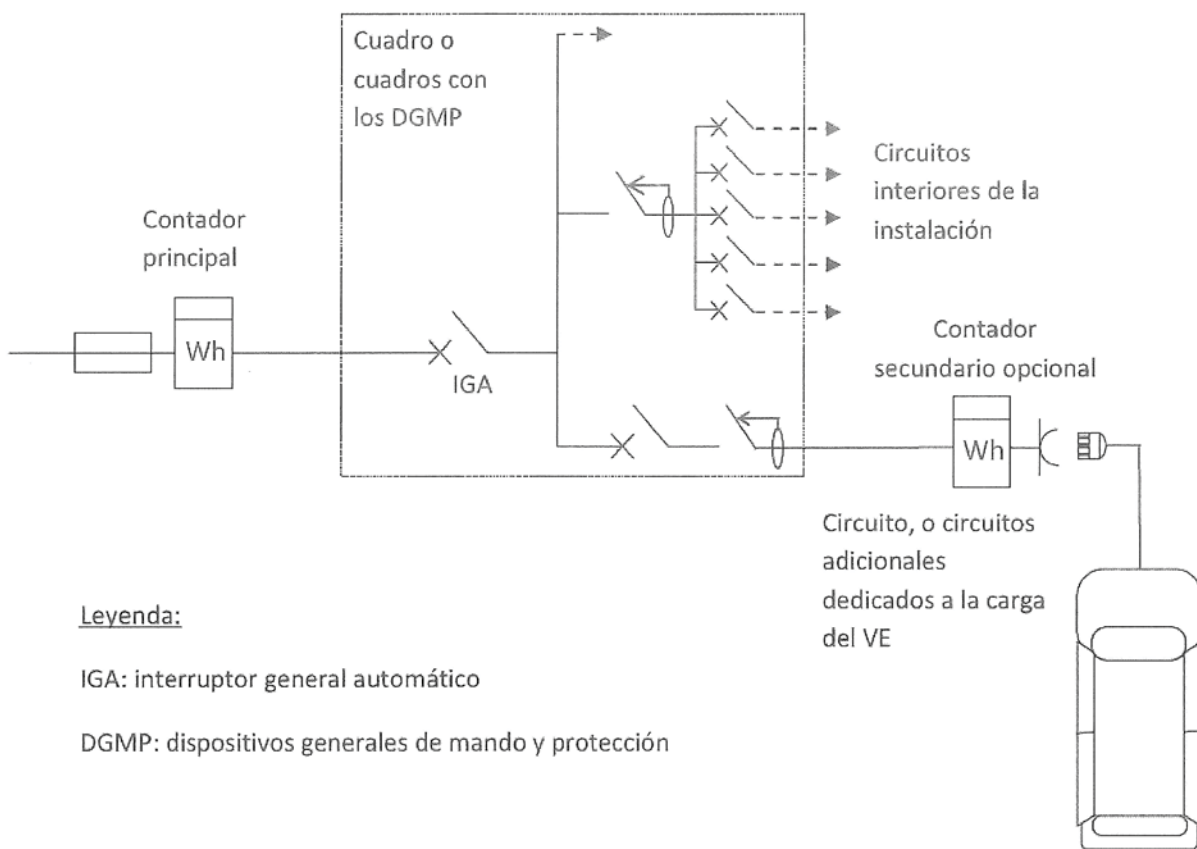 Cuadro o
cuadros con
los DGMP
Circuitos
interiores de la
instalación
Contador
principal
Wh
IGA
Contador
secundario opcional
Wh
Circuito, o circuitos
adicionales
dedicados a la carga
del VE
Leyenda:
IGA: interruptor general automático
DGMP: dispositivos generales de mando y protección